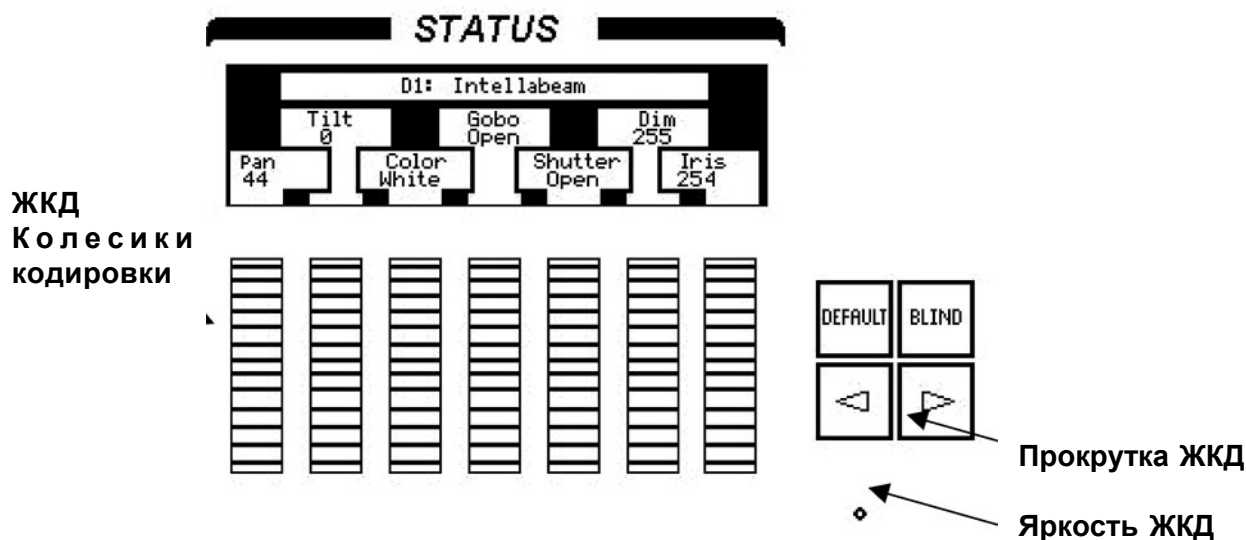 STATUS
D1: Intellabeam
Tilt
0
Gobo
Open
Dim
255
Pan
44
Color
White
Shutter
Open
Iris
254
ЖКД
Колесики
кодировки
DEFAULT
BLIND
Прокрутка ЖКД
Яркость ЖКД